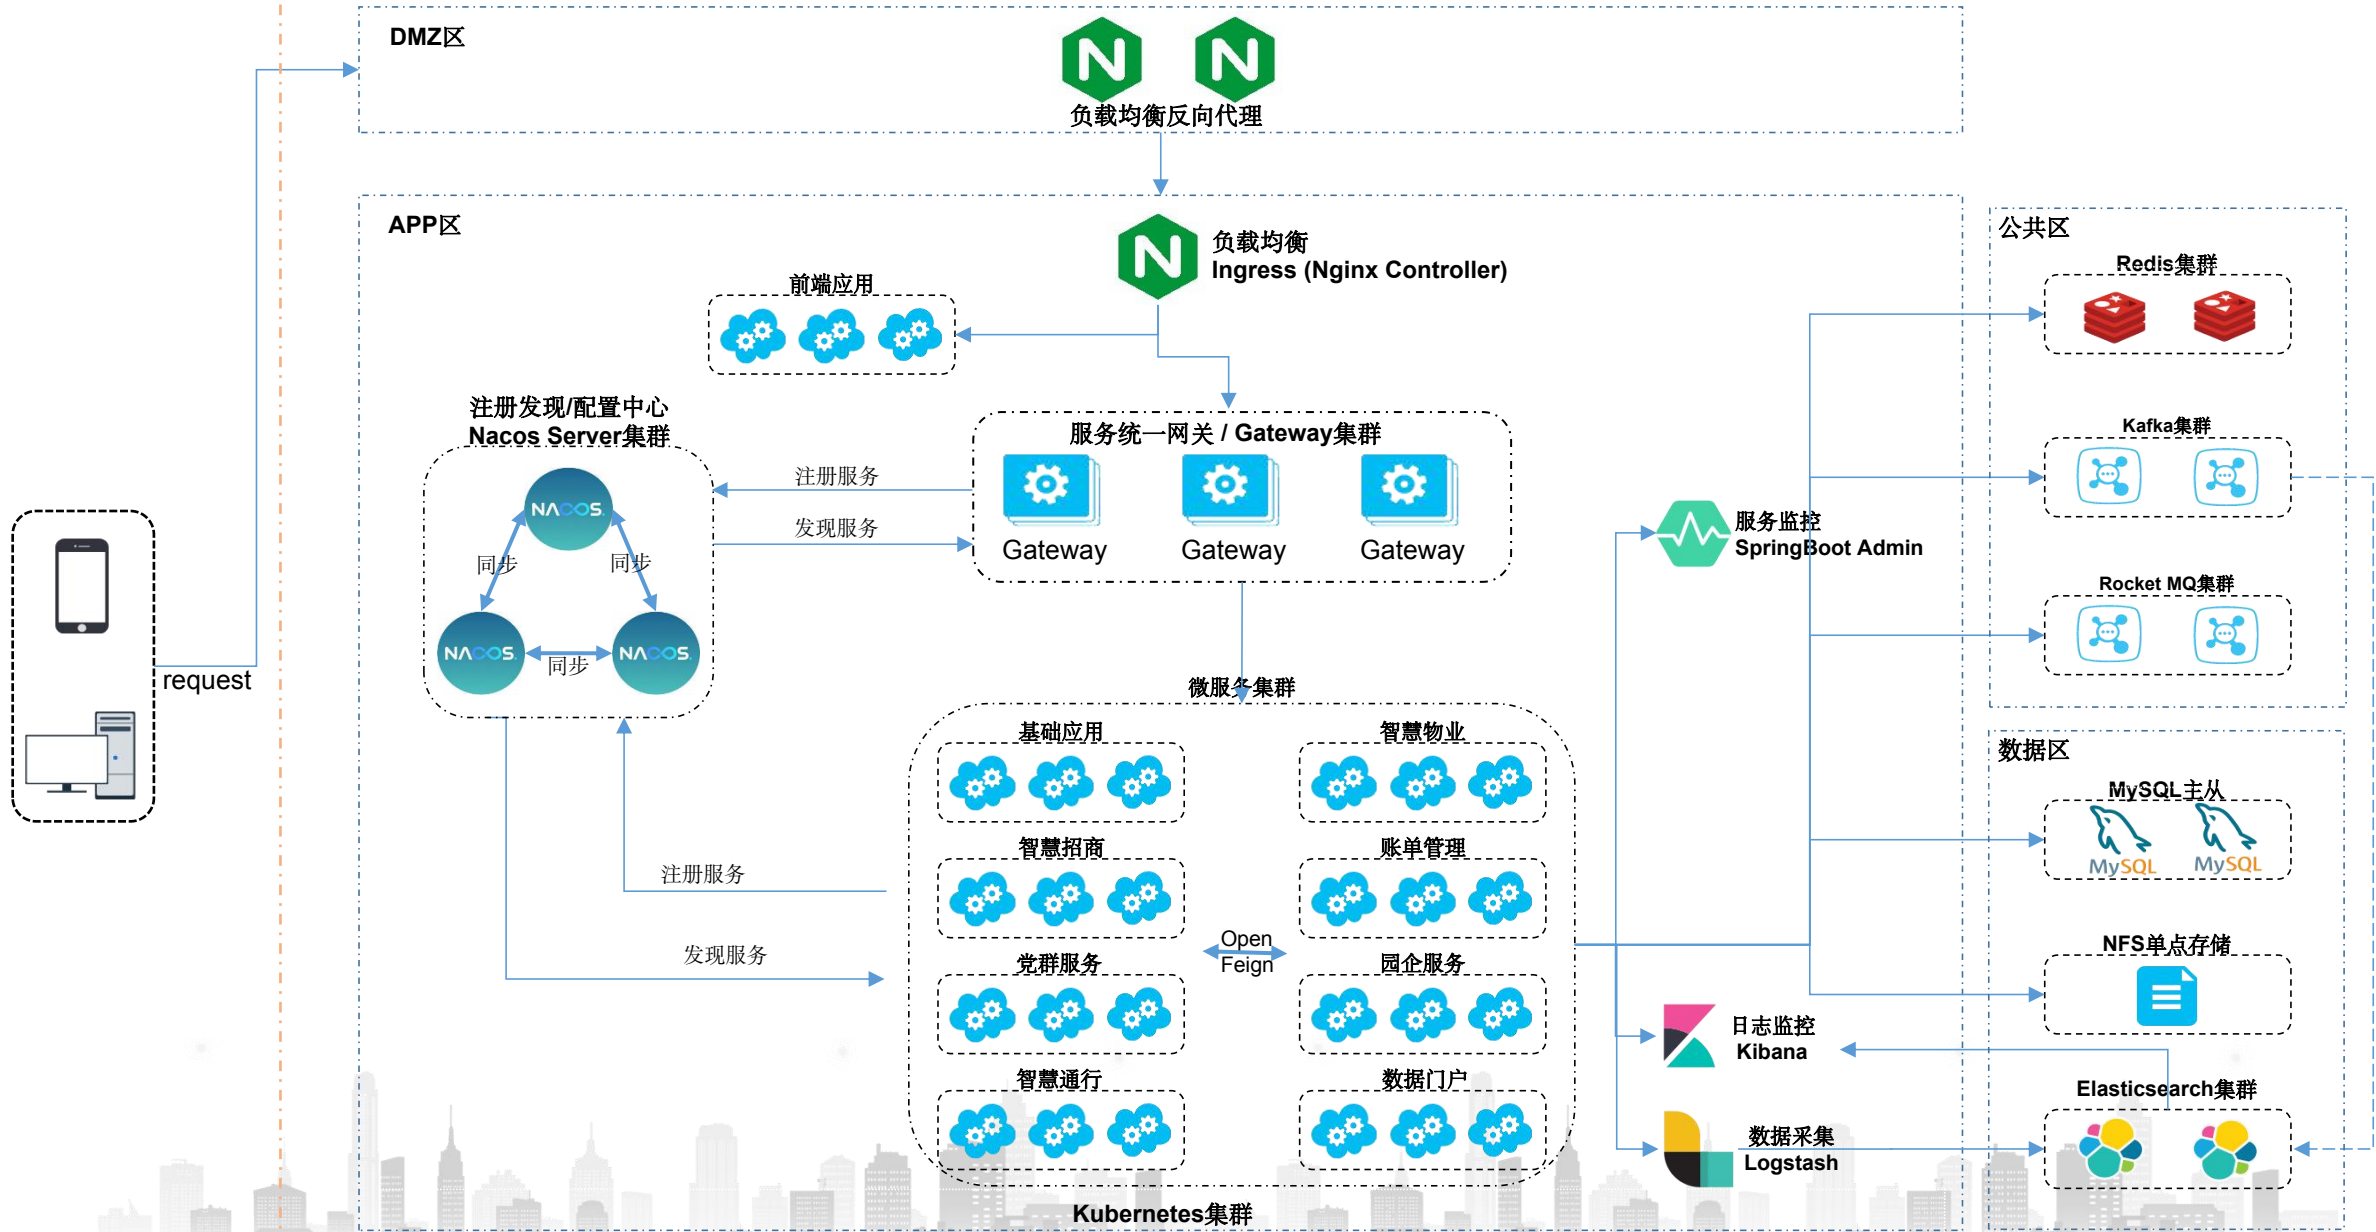 DMZ区
负载均衡反向代理
APP区
负载均衡
Ingress (Nginx Controller)
前端应用
注册发现/配置中心
Nacos Server集群
NACOS.
同步
同步
NACOS.
同步
NACOS.
注册服务
发现服务
服务统一网关 / Gateway集群
Gateway
Gateway
Gateway
request
微服务集群
基础应用
智慧物业
智慧招商
账单管理
Open
Feign
党群服务
园企服务
智慧通行
数据门户
注册服务
发现服务
Kubernetes集群
服务监控
SpringBoot Admin
日志监控
Kibana
数据采集
Logstash
公共区
Redis集群
Kafka集群
Rocket MQ集群
数据区
MySQL主从
MySQL
MySQL
NFS单点存储
Elasticsearch集群